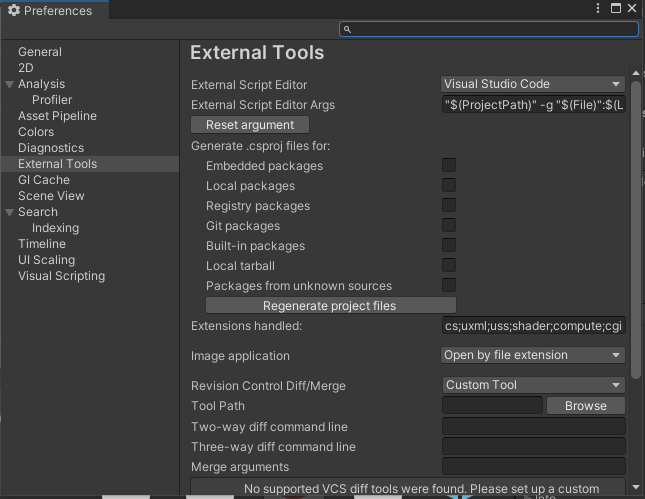 Preferences
General
2D
Analysis
Profiler
Asset Pipeline
Colors
Diagnostics
External Tools
GI Cache
Scene View
Search
Indexing
Timeline
UI Scaling
Visual Scripting
External Tools
External Script Editor Visual Studio Code
External Script Editor Args "$(ProjectPath)" -g "$(File)":$(L
Reset argument
Generate .csproj files for:
Embedded packages
Local packages
Registry packages
Git packages
Built-in packages
Local tarball
Packages from unknown sources
Regenerate project files
Extensions handled: cs;uxml;uss;shader;compute;cgi
Image application Open by file extension
Revision Control Diff/Merge Custom Tool
Tool Path Browse
Two-way diff command line
Three-way diff command line
Merge arguments
No supported VCS diff tools were found. Please set up a custom